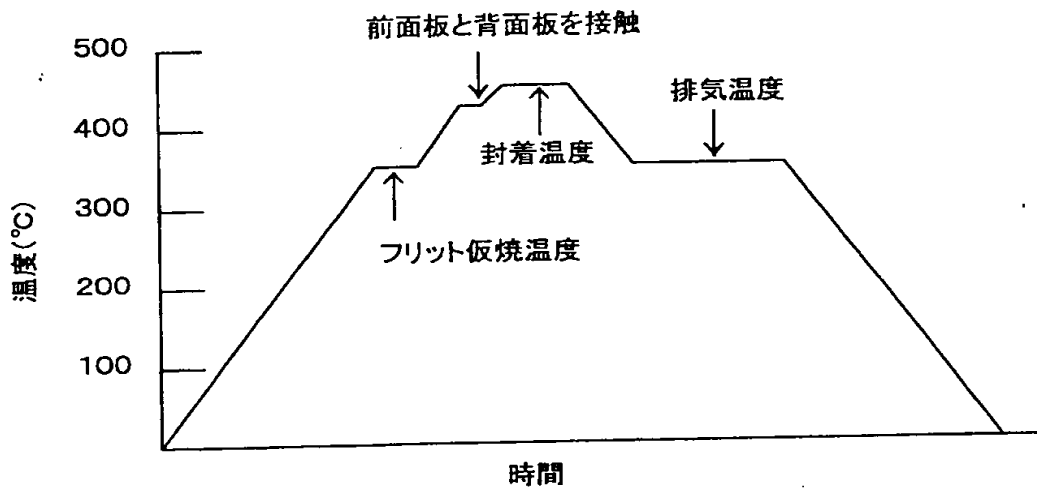 前面板と背面板を接触
500
排気温度
400
封着温度
300
フリット仮焼温度
200
100
温度(℃)
時間